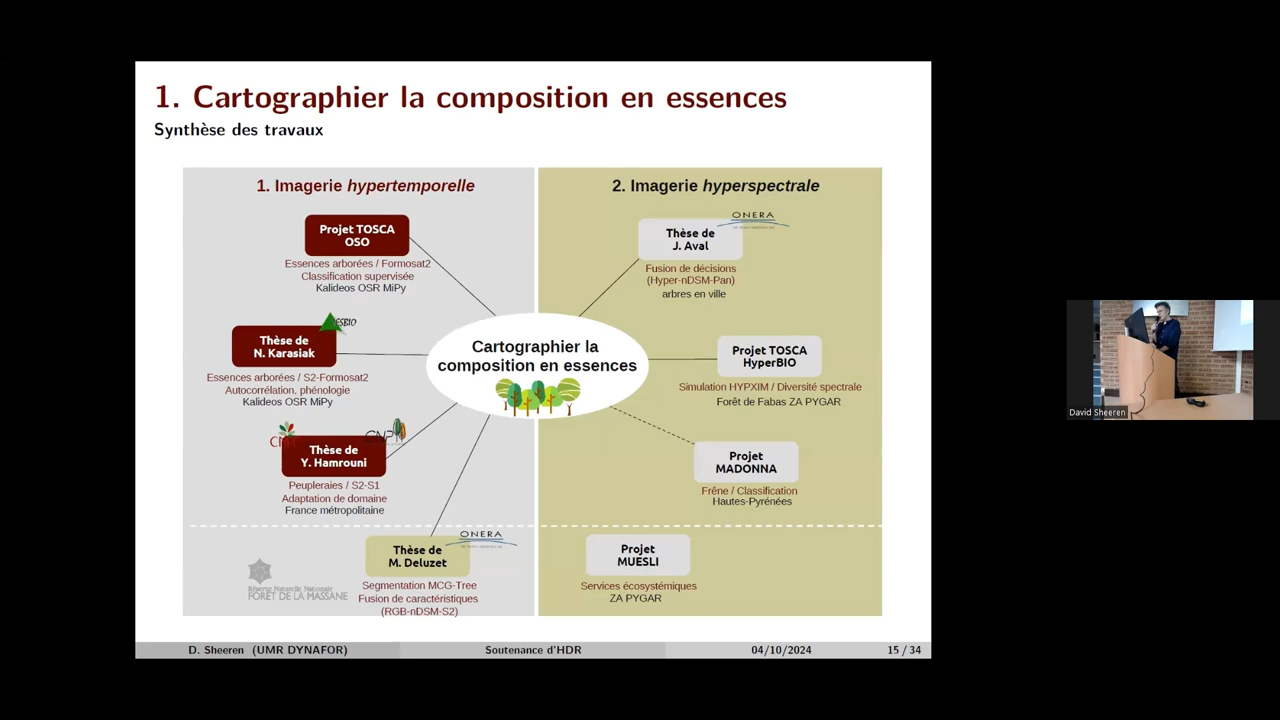 1. Cartographier la composition en essences
Synthèse des travaux
1. Imagerie hypertemporelle
Projet TOSCA
OSO
Essences arborées / Formosat2
Classification supervisée
Kalideos OSR MiPy
Thèse de
N. Karasiak
Essences arborées / S2-Formosat2
Autocorrélation, phénologie
Kalideos OSR MiPy
Thèse de
Y. Hamrouni
Peupleraies / S2-S1
Adaptation de domaine
France métropolitaine
ONERA
Thèse de
M. Deluzet
Segmentation MCG-Tree
Fusion de caractéristiques
(RGB-nDSM-S2)
Réserve Naturelle Nationale
FORÊT DE LA MASSANE
Cartographier la
composition en essences
2. Imagerie hyperspectrale
ONERA
Thèse de
J. Aval
Fusion de décisions
(Hyper-nDSM-Pan)
arbres en ville
Projet TOSCA
HyperBIO
Simulation HYPXIM / Diversité spectrale
Forêt de Fabas ZA PYGAR
Projet
MADONNA
Frêne / Classification
Hautes-Pyrénées
Projet
MUESLI
Services écosystémiques
ZA PYGAR
D. Sheeren (UMR DYNAFOR)
Soutenance d'HDR
04/10/2024
15 / 34
David Sheeren